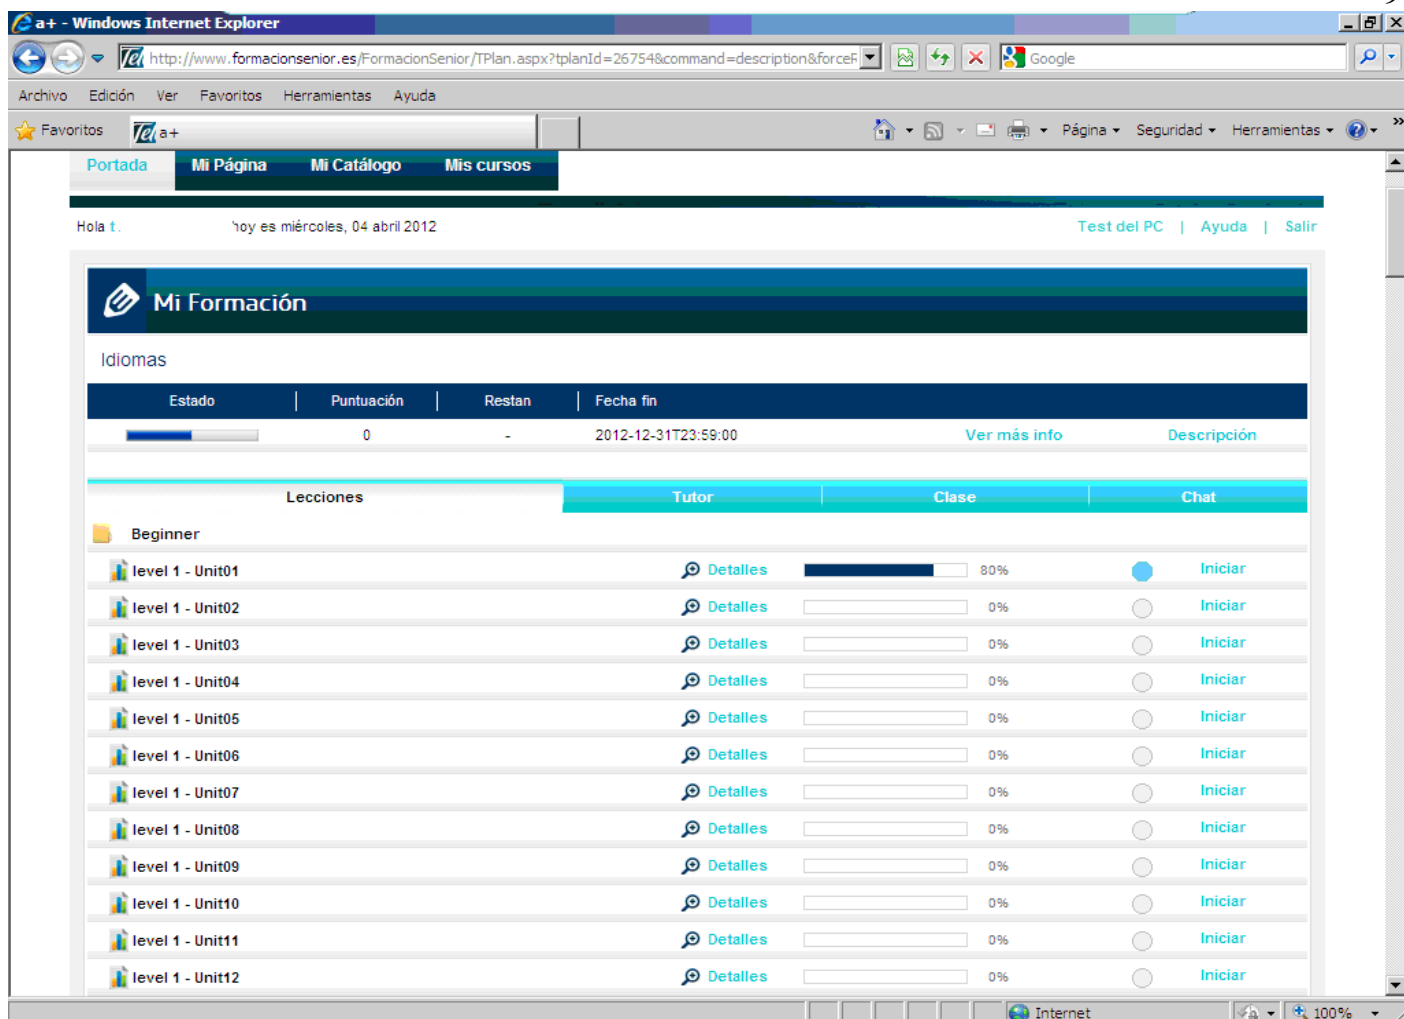 a+ - Windows Internet Explorer
http://www.formacionsenior.es/FormacionSenior/TPlan.aspx?tplanId=26754&command=description&forceR
Google
Archivo Edición Ver Favoritos Herramientas Ayuda
Favoritos a+ Página Seguridad Herramientas
Portada Mi Página Mi Catálogo Mis cursos
Hola t. hoy es miércoles, 04 abril 2012 Test del PC | Ayuda | Salir
Mi Formación
Idiomas
Estado Puntuación Restan Fecha fin
0 - 2012-12-31T23:59:00 Ver más info Descripción
Lecciones Tutor Clase Chat
Beginner
level 1 - Unit01 Detalles 80% Iniciar
level 1 - Unit02 Detalles 0% Iniciar
level 1 - Unit03 Detalles 0% Iniciar
level 1 - Unit04 Detalles 0% Iniciar
level 1 - Unit05 Detalles 0% Iniciar
level 1 - Unit06 Detalles 0% Iniciar
level 1 - Unit07 Detalles 0% Iniciar
level 1 - Unit08 Detalles 0% Iniciar
level 1 - Unit09 Detalles 0% Iniciar
level 1 - Unit10 Detalles 0% Iniciar
level 1 - Unit11 Detalles 0% Iniciar
level 1 - Unit12 Detalles 0% Iniciar
Internet 100%